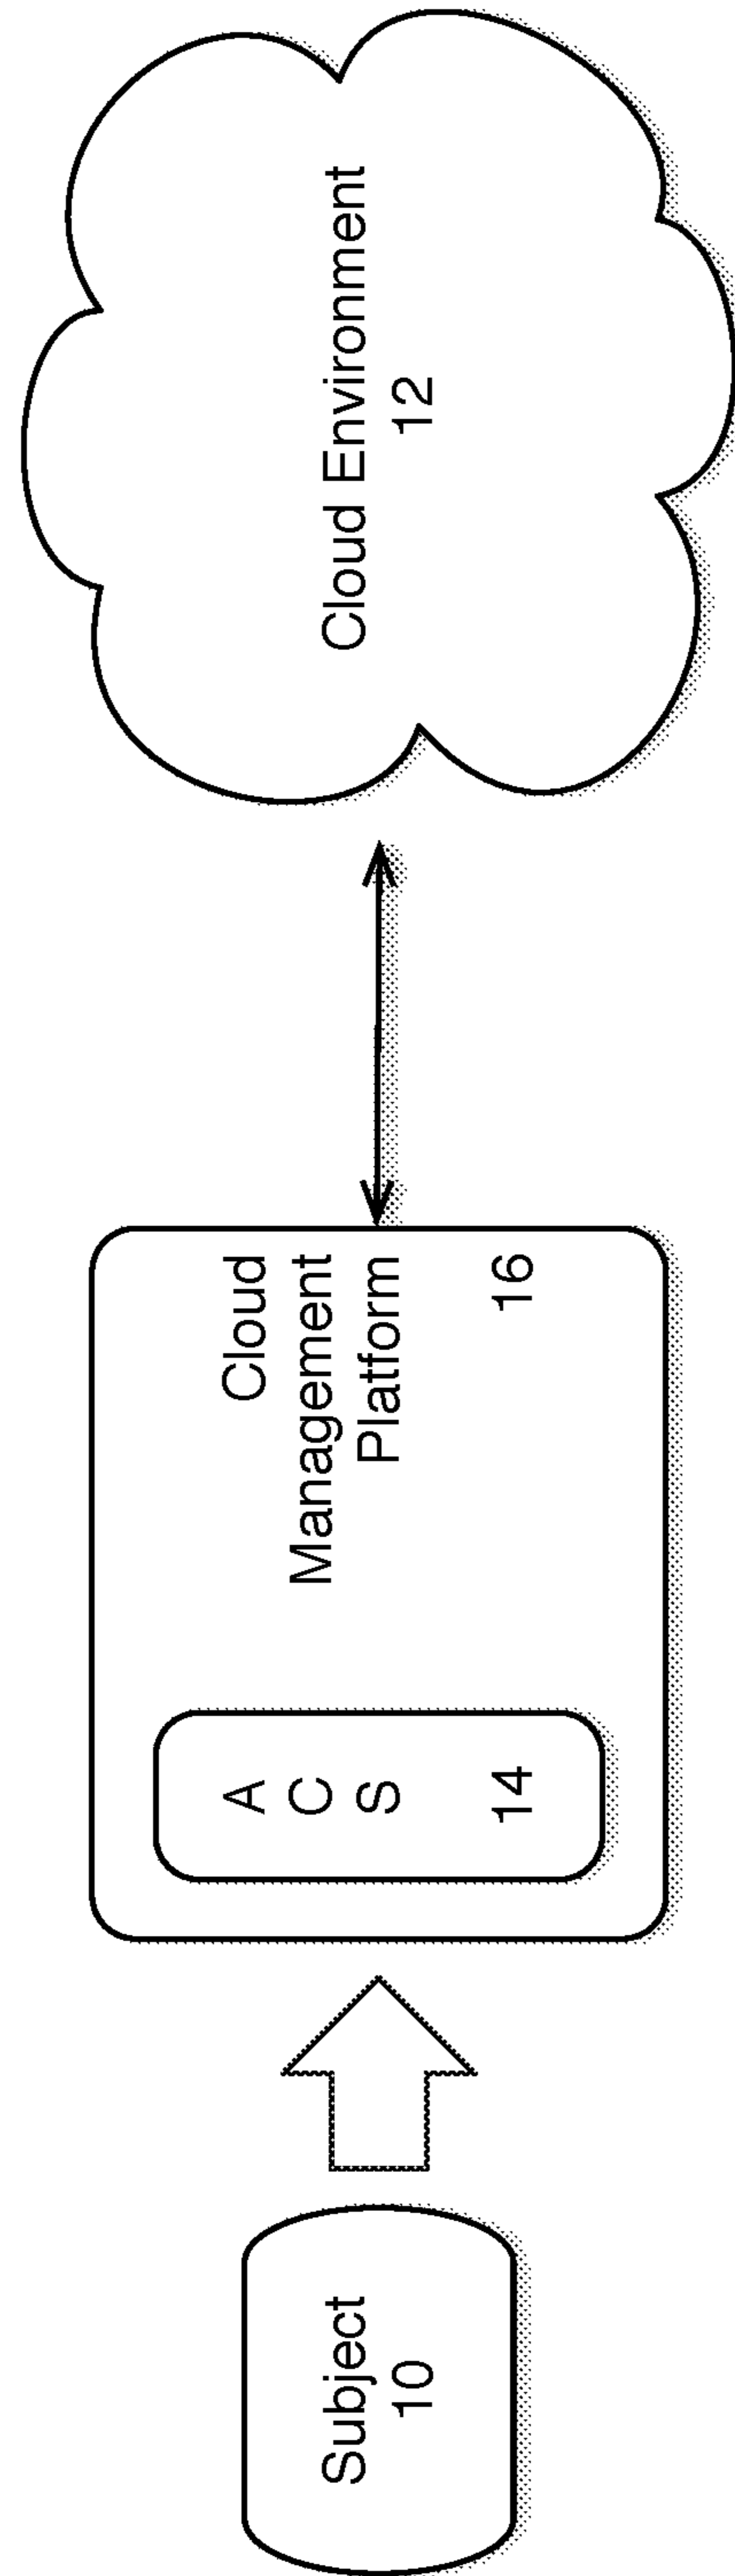 Subject
10
A
C
S
14
Cloud
Management
Platform
16
Cloud Environment
12